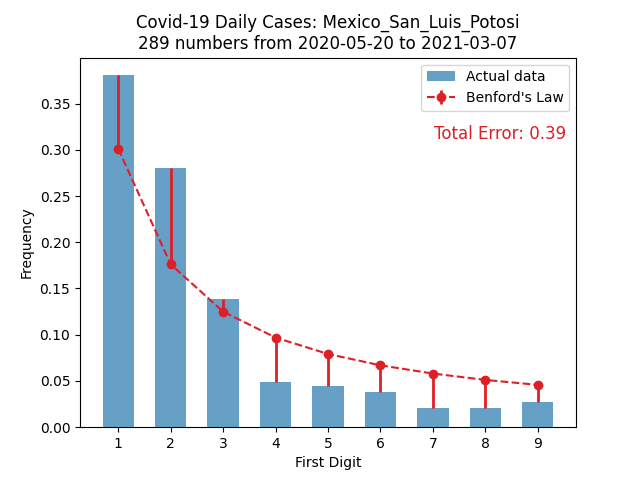 Covid-19 Daily Cases: Mexico_San_Luis_Potosi
289 numbers from 2020-05-20 to 2021-03-07
Actual data
Benford's Law
Total Error: 0.39
Frequency
0.35
0.30
0.25
0.20
0.15
0.10
0.05
0.00
1 2 3 4 5 6 7 8 9
First Digit